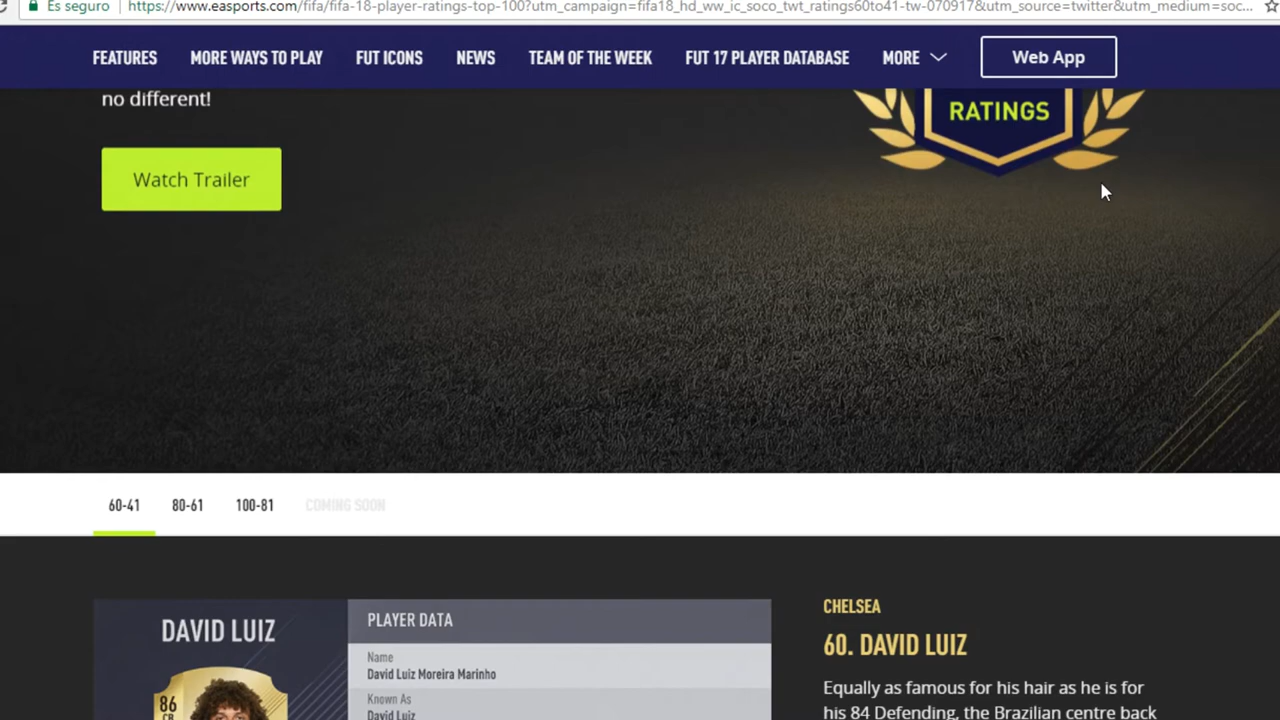 Es seguro https://www.easports.com/fifa/fifa-18-player-ratings-top-100?utm_campaign=fifa18_hd_ww_ic_soco_twt_ratings60to41-tw-070917&utm_source=twitter&utm_medium=soc...
FEATURES MORE WAYS TO PLAY FUT ICONS NEWS TEAM OF THE WEEK FUT 17 PLAYER DATABASE MORE Web App
no different!
RATINGS
Watch Trailer
60-41 80-61 100-81 COMING SOON
DAVID LUIZ
86
CB
PLAYER DATA
Name
David Luiz Moreira Marinho
Known As
David Luiz
CHELSEA
60. DAVID LUIZ
Equally as famous for his hair as he is for
his 84 Defending, the Brazilian centre back